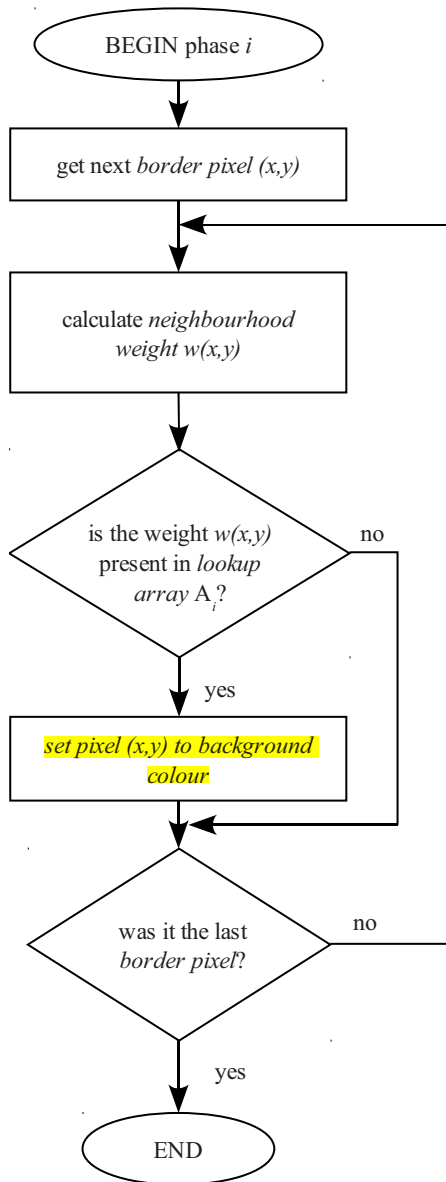 BEGIN phase i
get next border pixel (x,y)
calculate neighbourhood
weight w(x,y)
is the weight w(x,y)
present in lookup
array Ai?
no
yes
set pixel (x,y) to background
colour
was it the last
border pixel?
no
yes
END